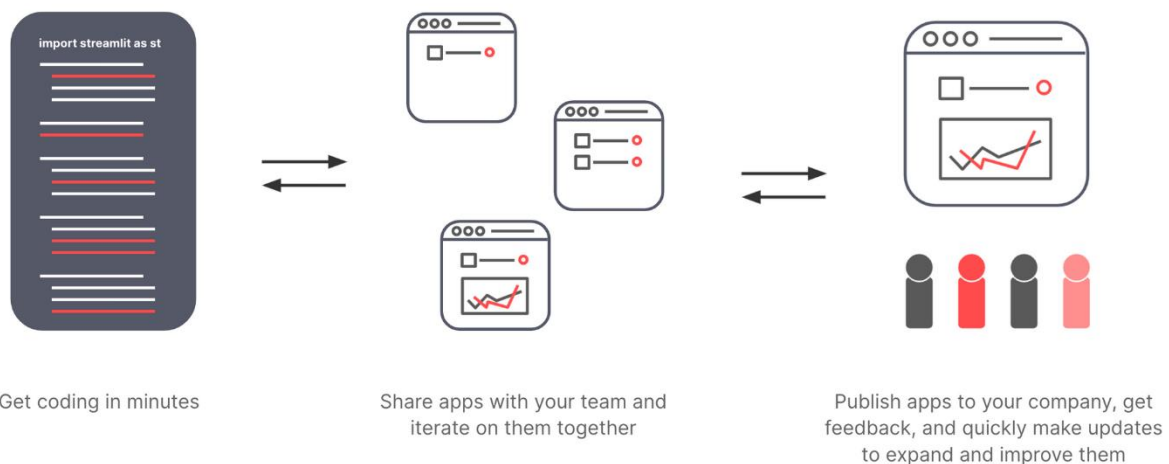 import streamlit as st
Get coding in minutes
Share apps with your team and
iterate on them together
Publish apps to your company, get
feedback, and quickly make updates
to expand and improve them